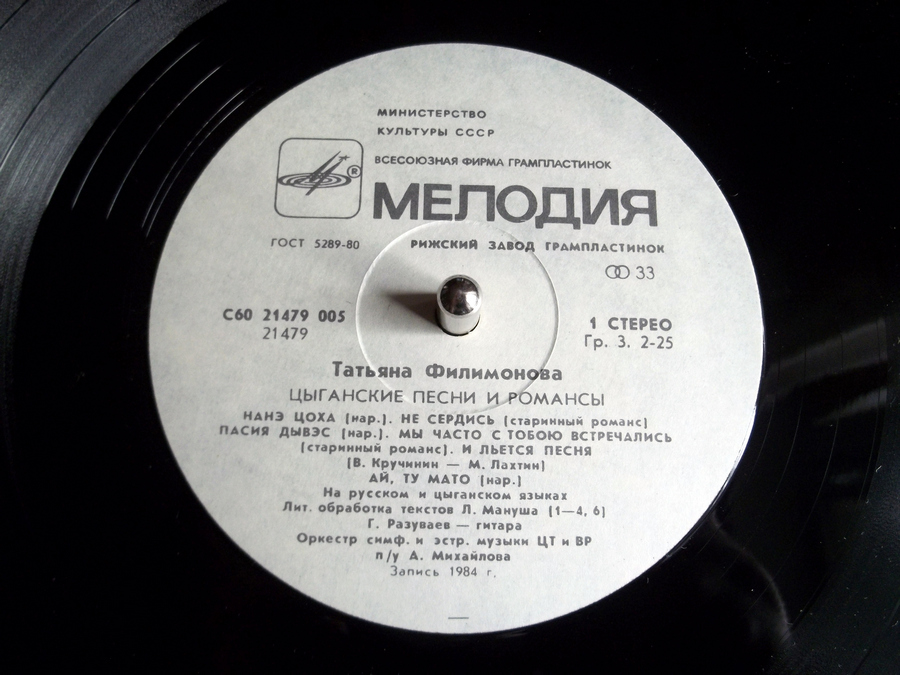 МИНИСТЕРСТВО
КУЛЬТУРЫ СССР
ВСЕСОЮЗНАЯ ФИРМА ГРАМПЛАСТИНОК
®
МЕЛОДИЯ
ГОСТ 5289-80
РИЖСКИЙ ЗАВОД ГРАМПЛАСТИНОК
33
С60 21479 005
21479
1 СТЕРЕО
Гр. 3. 2-25
Татьяна Филимонова
ЦЫГАНСКИЕ ПЕСНИ И РОМАНСЫ
НАНЭ ЦОХА (нар.). НЕ СЕРДИСЬ (старинный романс)
ПАСИЯ ДЫВЭС (нар.). МЫ ЧАСТО С ТОБОЮ ВСТРЕЧАЛИСЬ
(старинный романс). И ЛЬЕТСЯ ПЕСНЯ
(В. Кручинин — М. Лахтин)
АЙ, ТУ МАТО (нар.)
На русском и цыганском языках
Лит. обработка текстов Л. Мануша (1—4, 6)
Г. Разуваев — гитара
Оркестр симф. и эстр. музыки ЦТ и ВР
п/у А. Михайлова
Запись 1984 г.